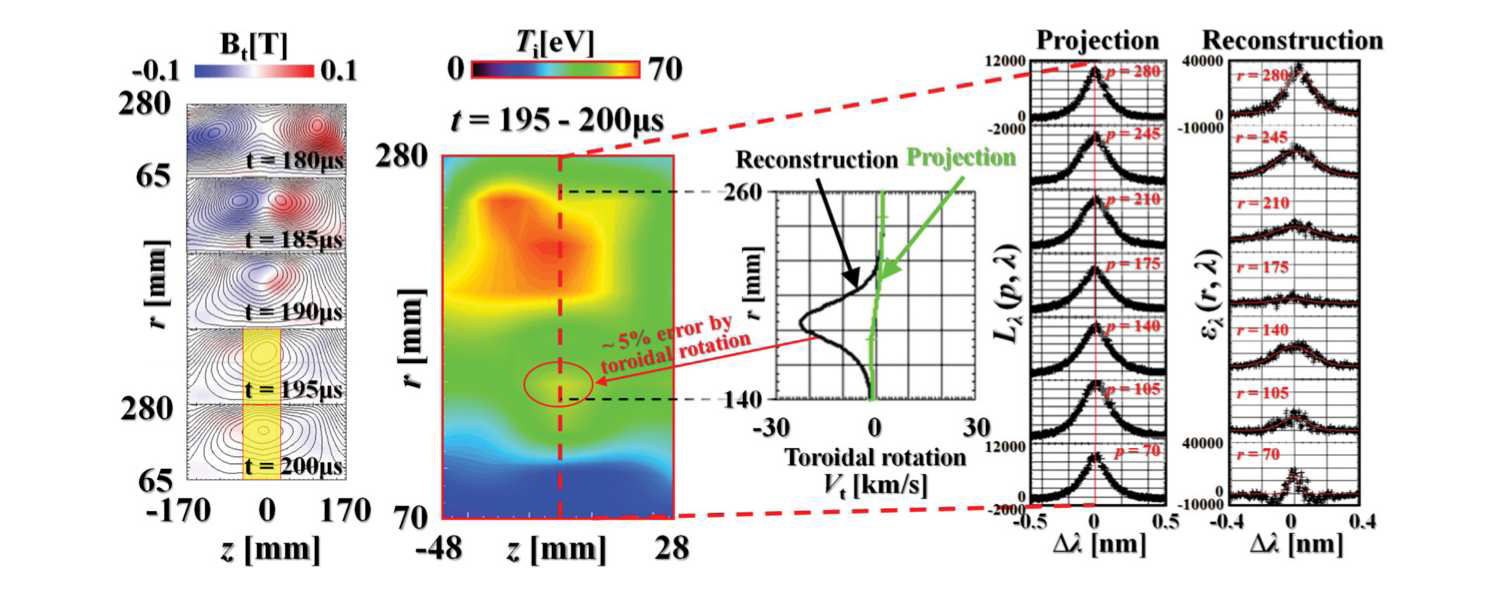 Bt[T]
-0.1 0.1
280
t = 180μs
65
t = 185μs
r [mm]
t = 190μs
t = 195μs
280
t = 200μs
65
-170 0 170
z [mm]
Ti[eV]
0 70
t = 195 - 200μs
280
r [mm]
70
-48 z [mm] 28
~ 5% error by
toroidal rotation
Reconstruction Projection
260
r [mm]
140
-30 0 30
Toroidal rotation
Vt [km/s]
Projection
12000
p = 280
0
-2000
p = 245
p = 210
Lλ(p, λ)
p = 175
p = 140
p = 105
12000
p = 70
0
-2000
-0.5 0 0.5
Δλ [nm]
Reconstruction
40000
r = 280
0
-10000
r = 245
r = 210
ελ(r, λ)
r = 175
r = 140
r = 105
40000
r = 70
0
-10000
-0.4 0 0.4
Δλ [nm]